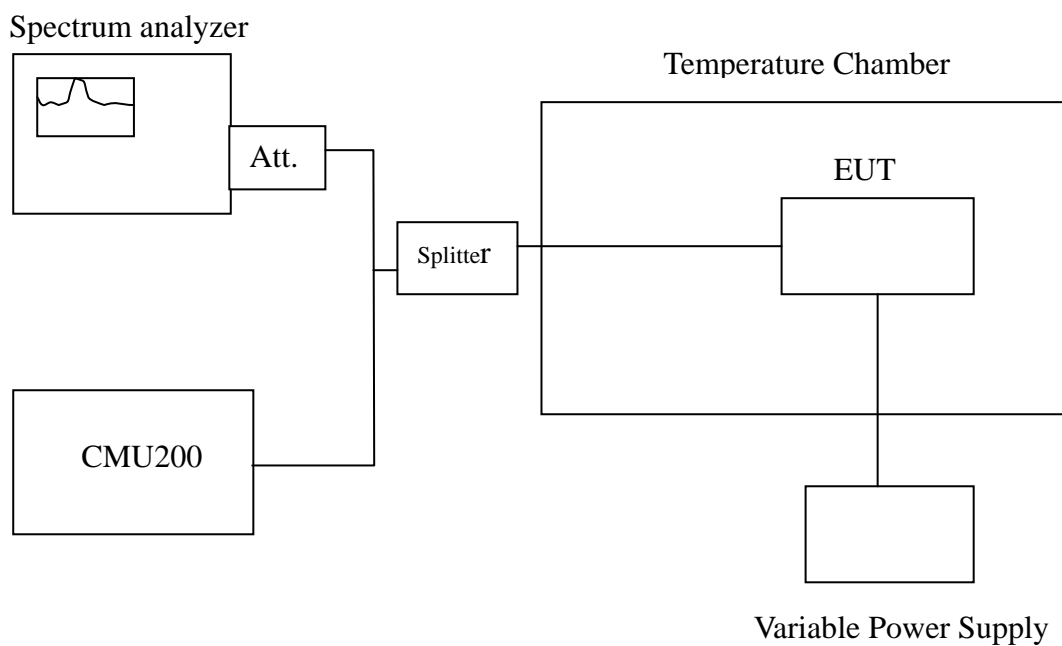 Spectrum analyzer
Temperature Chamber
Att.
EUT
Splitter
CMU200
Variable Power Supply